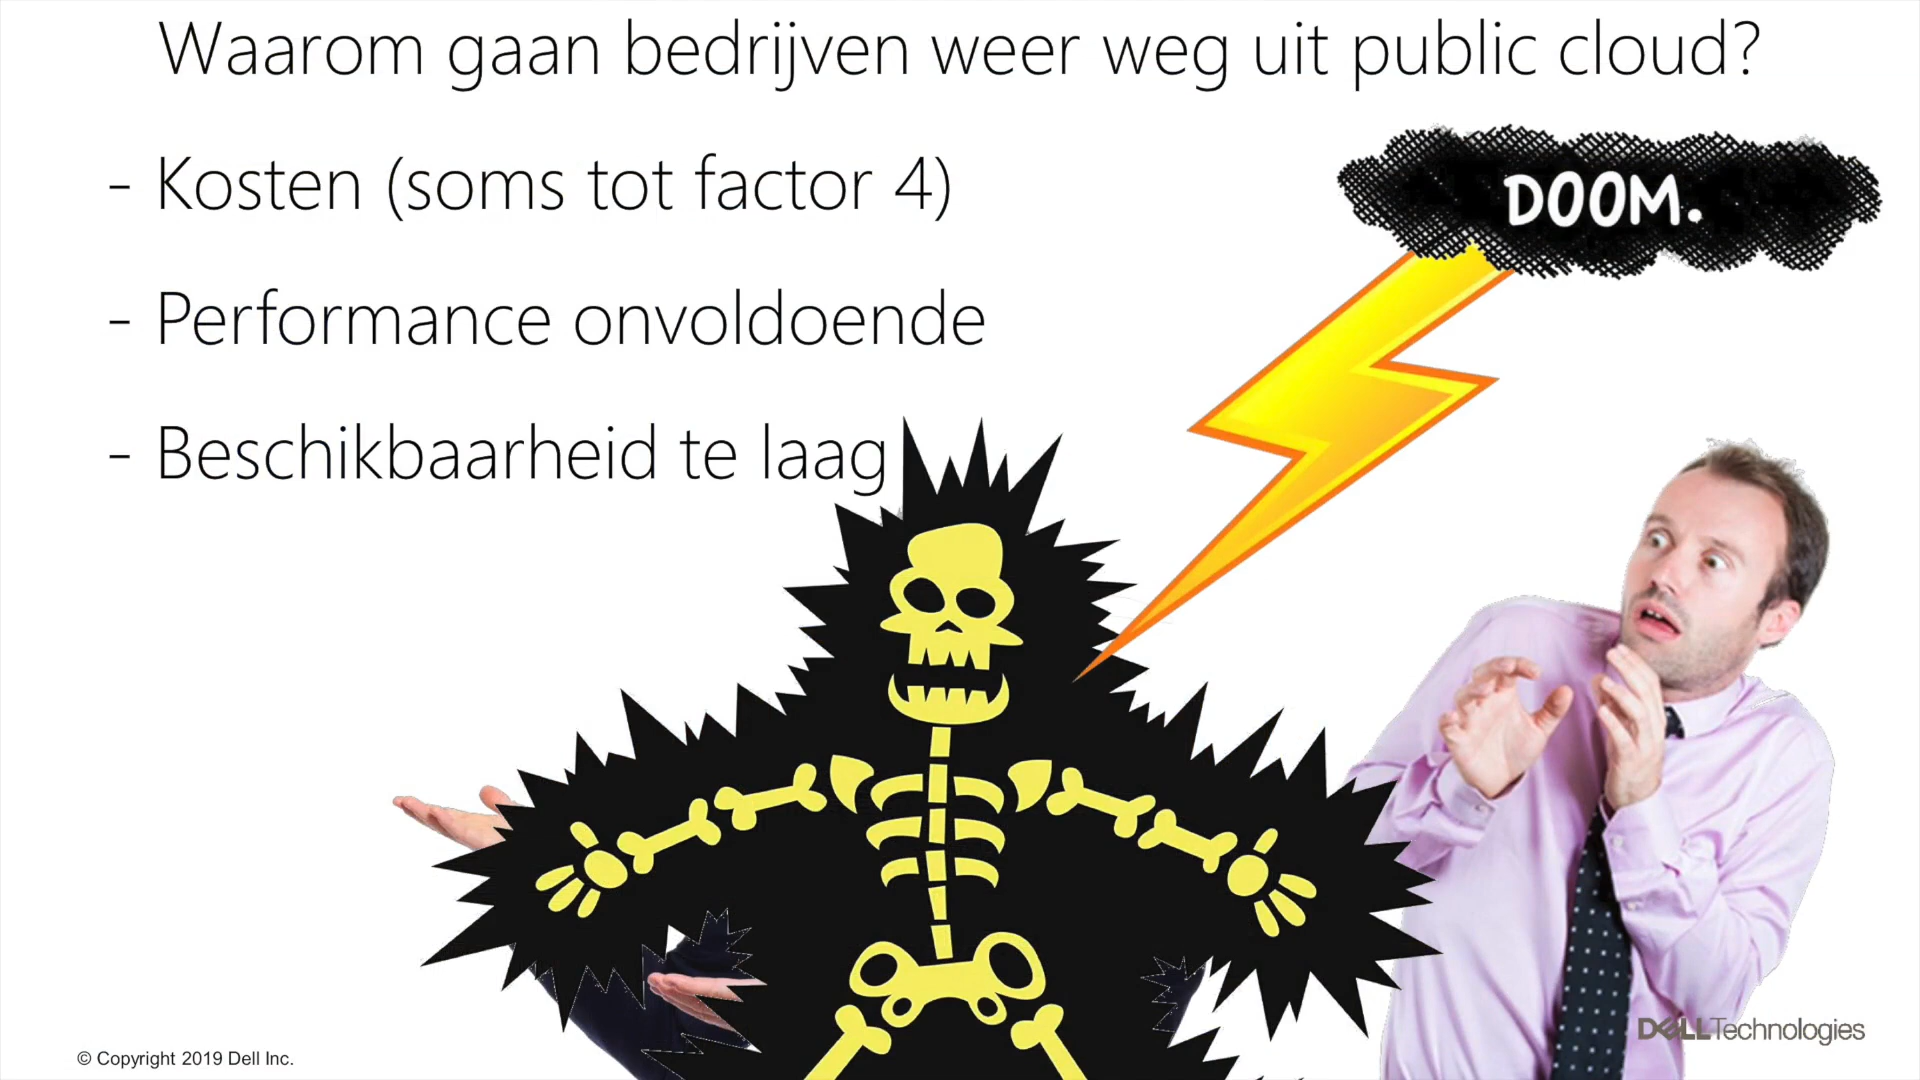 Waarom gaan bedrijven weer weg uit public cloud?
- Kosten (soms tot factor 4)
- Performance onvoldoende
- Beschikbaarheid te laag
DOOM.
DELLTechnologies
© Copyright 2019 Dell Inc.